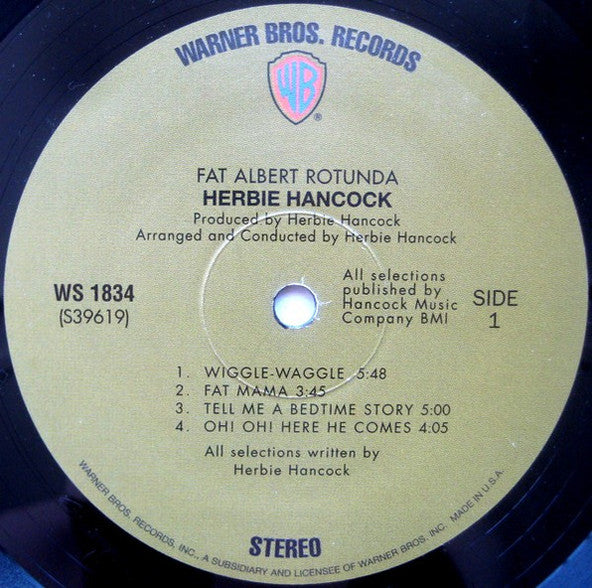 WARNER BROS. RECORDS
WB
®
FAT ALBERT ROTUNDA
HERBIE HANCOCK
Produced by Herbie Hancock
Arranged and Conducted by Herbie Hancock
WS 1834
(S39619)
All selections
published by
Hancock Music
Company BMI
SIDE
1
1. WIGGLE-WAGGLE 5:48
2. FAT MAMA 3:45
3. TELL ME A BEDTIME STORY 5:00
4. OH! OH! HERE HE COMES 4:05
All selections written by
Herbie Hancock
STEREO
WARNER BROS. RECORDS, INC., A SUBSIDIARY AND LICENSEE OF WARNER BROS. INC. MADE IN U.S.A.